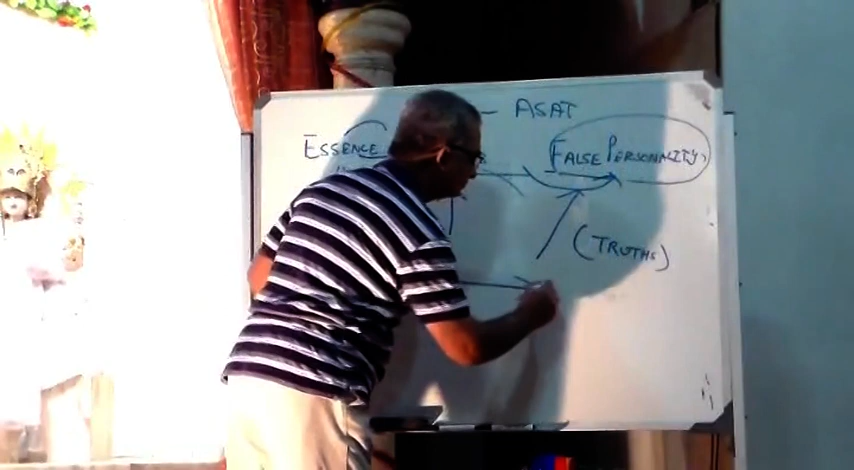 — ASAT
ESSENCE
FALSE PERSONALITY
(TRUTHS)